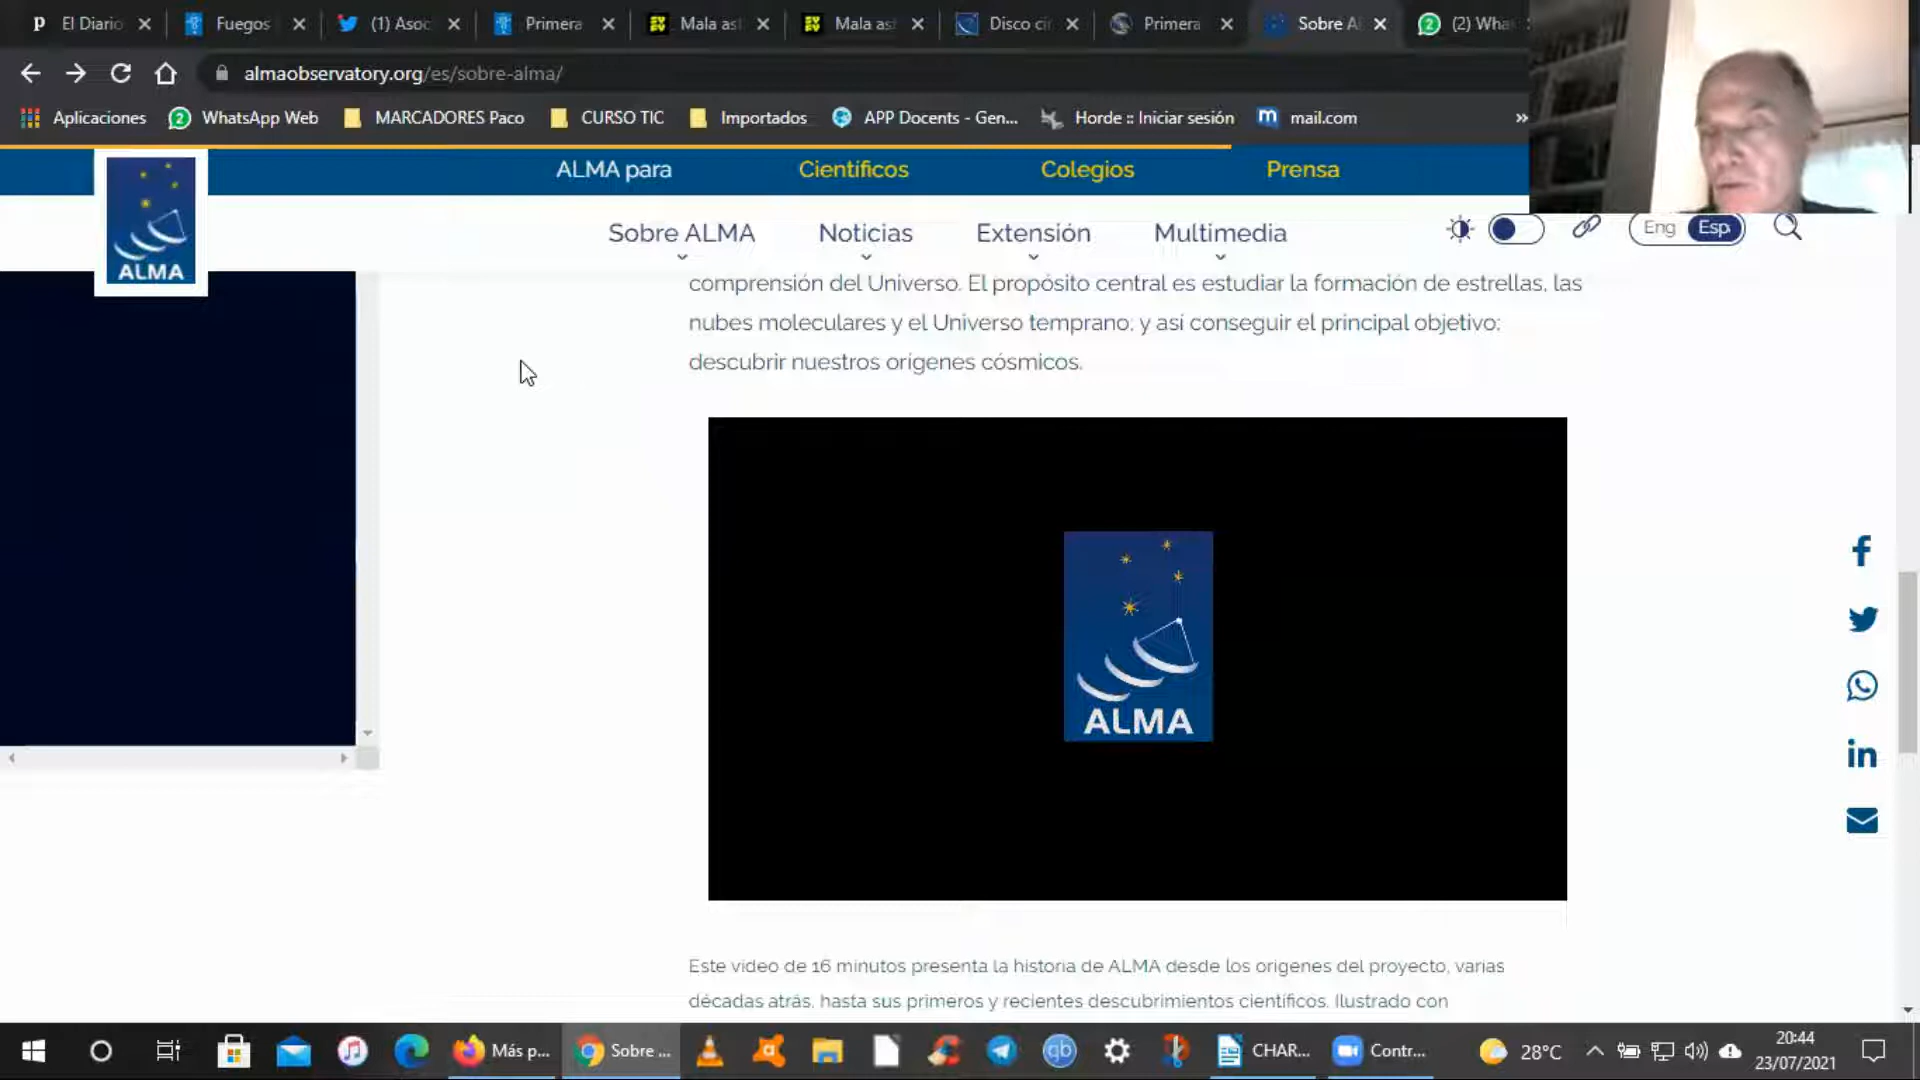 El Diario
Fuegos
(1) Asoc
Primera
Mala as
Mala as
Disco cir
Primera
Sobre Al
(2) Wha
almaobservatory.org/es/sobre-alma/
Aplicaciones
WhatsApp Web
MARCADORES Paco
CURSO TIC
Importados
APP Docents - Gen...
Horde :: Iniciar sesión
mail.com
»
ALMA para
Científicos
Colegios
Prensa
ALMA
Sobre ALMA
Noticias
Extensión
Multimedia
Eng
Esp
comprensión del Universo. El propósito central es estudiar la formación de estrellas, las
nubes moleculares y el Universo temprano; y así conseguir el principal objetivo:
descubrir nuestros orígenes cósmicos.
ALMA
Este video de 16 minutos presenta la historia de ALMA desde los orígenes del proyecto, varias
décadas atrás, hasta sus primeros y recientes descubrimientos científicos. Ilustrado con
Más p...
Sobre ...
qb
CHAR...
Contr...
28°C
20:44
23/07/2021